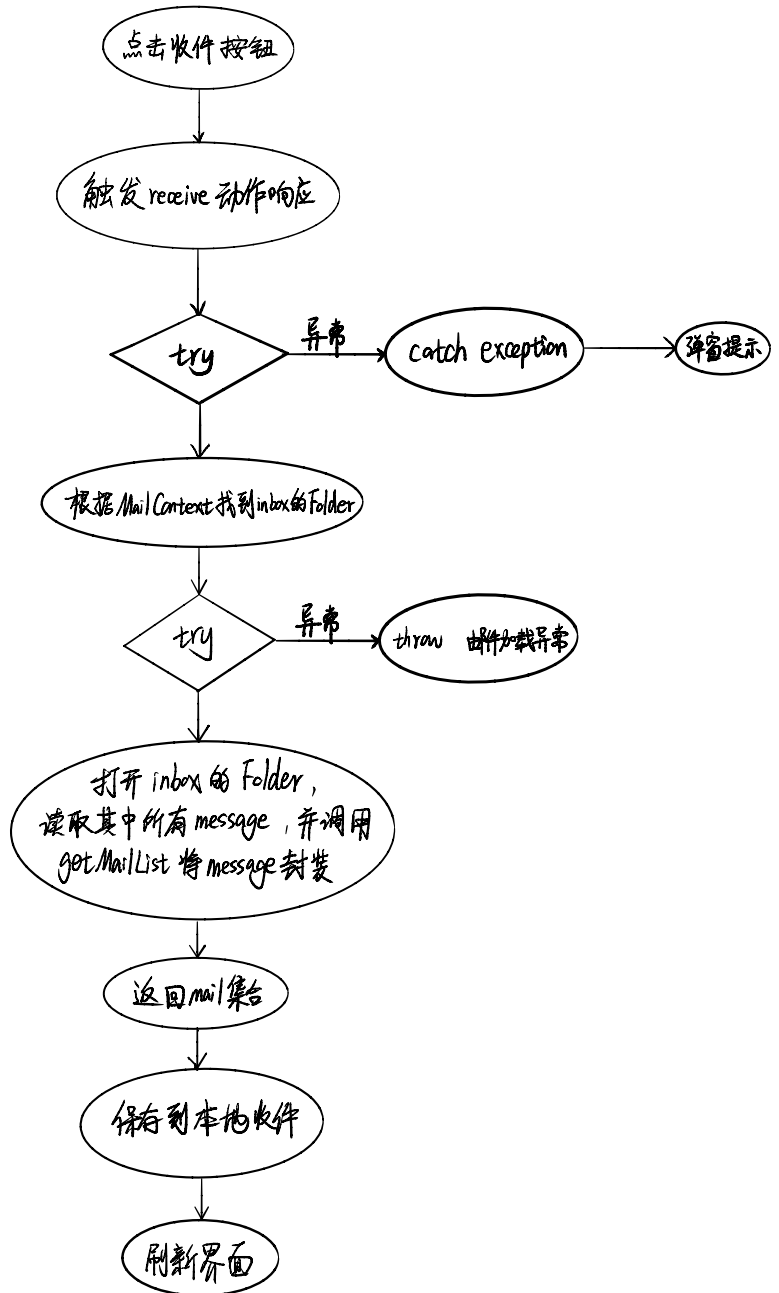 点击收件按钮
触发receive动作响应
try
异常
catch exception
弹窗提示
根据MailContext找到inbox的Folder
try
异常
throw 邮件加载异常
打开inbox的Folder,
读取其中所有message,并调用
getMailList将message封装
返回mail集合
保存到本地收件
刷新界面